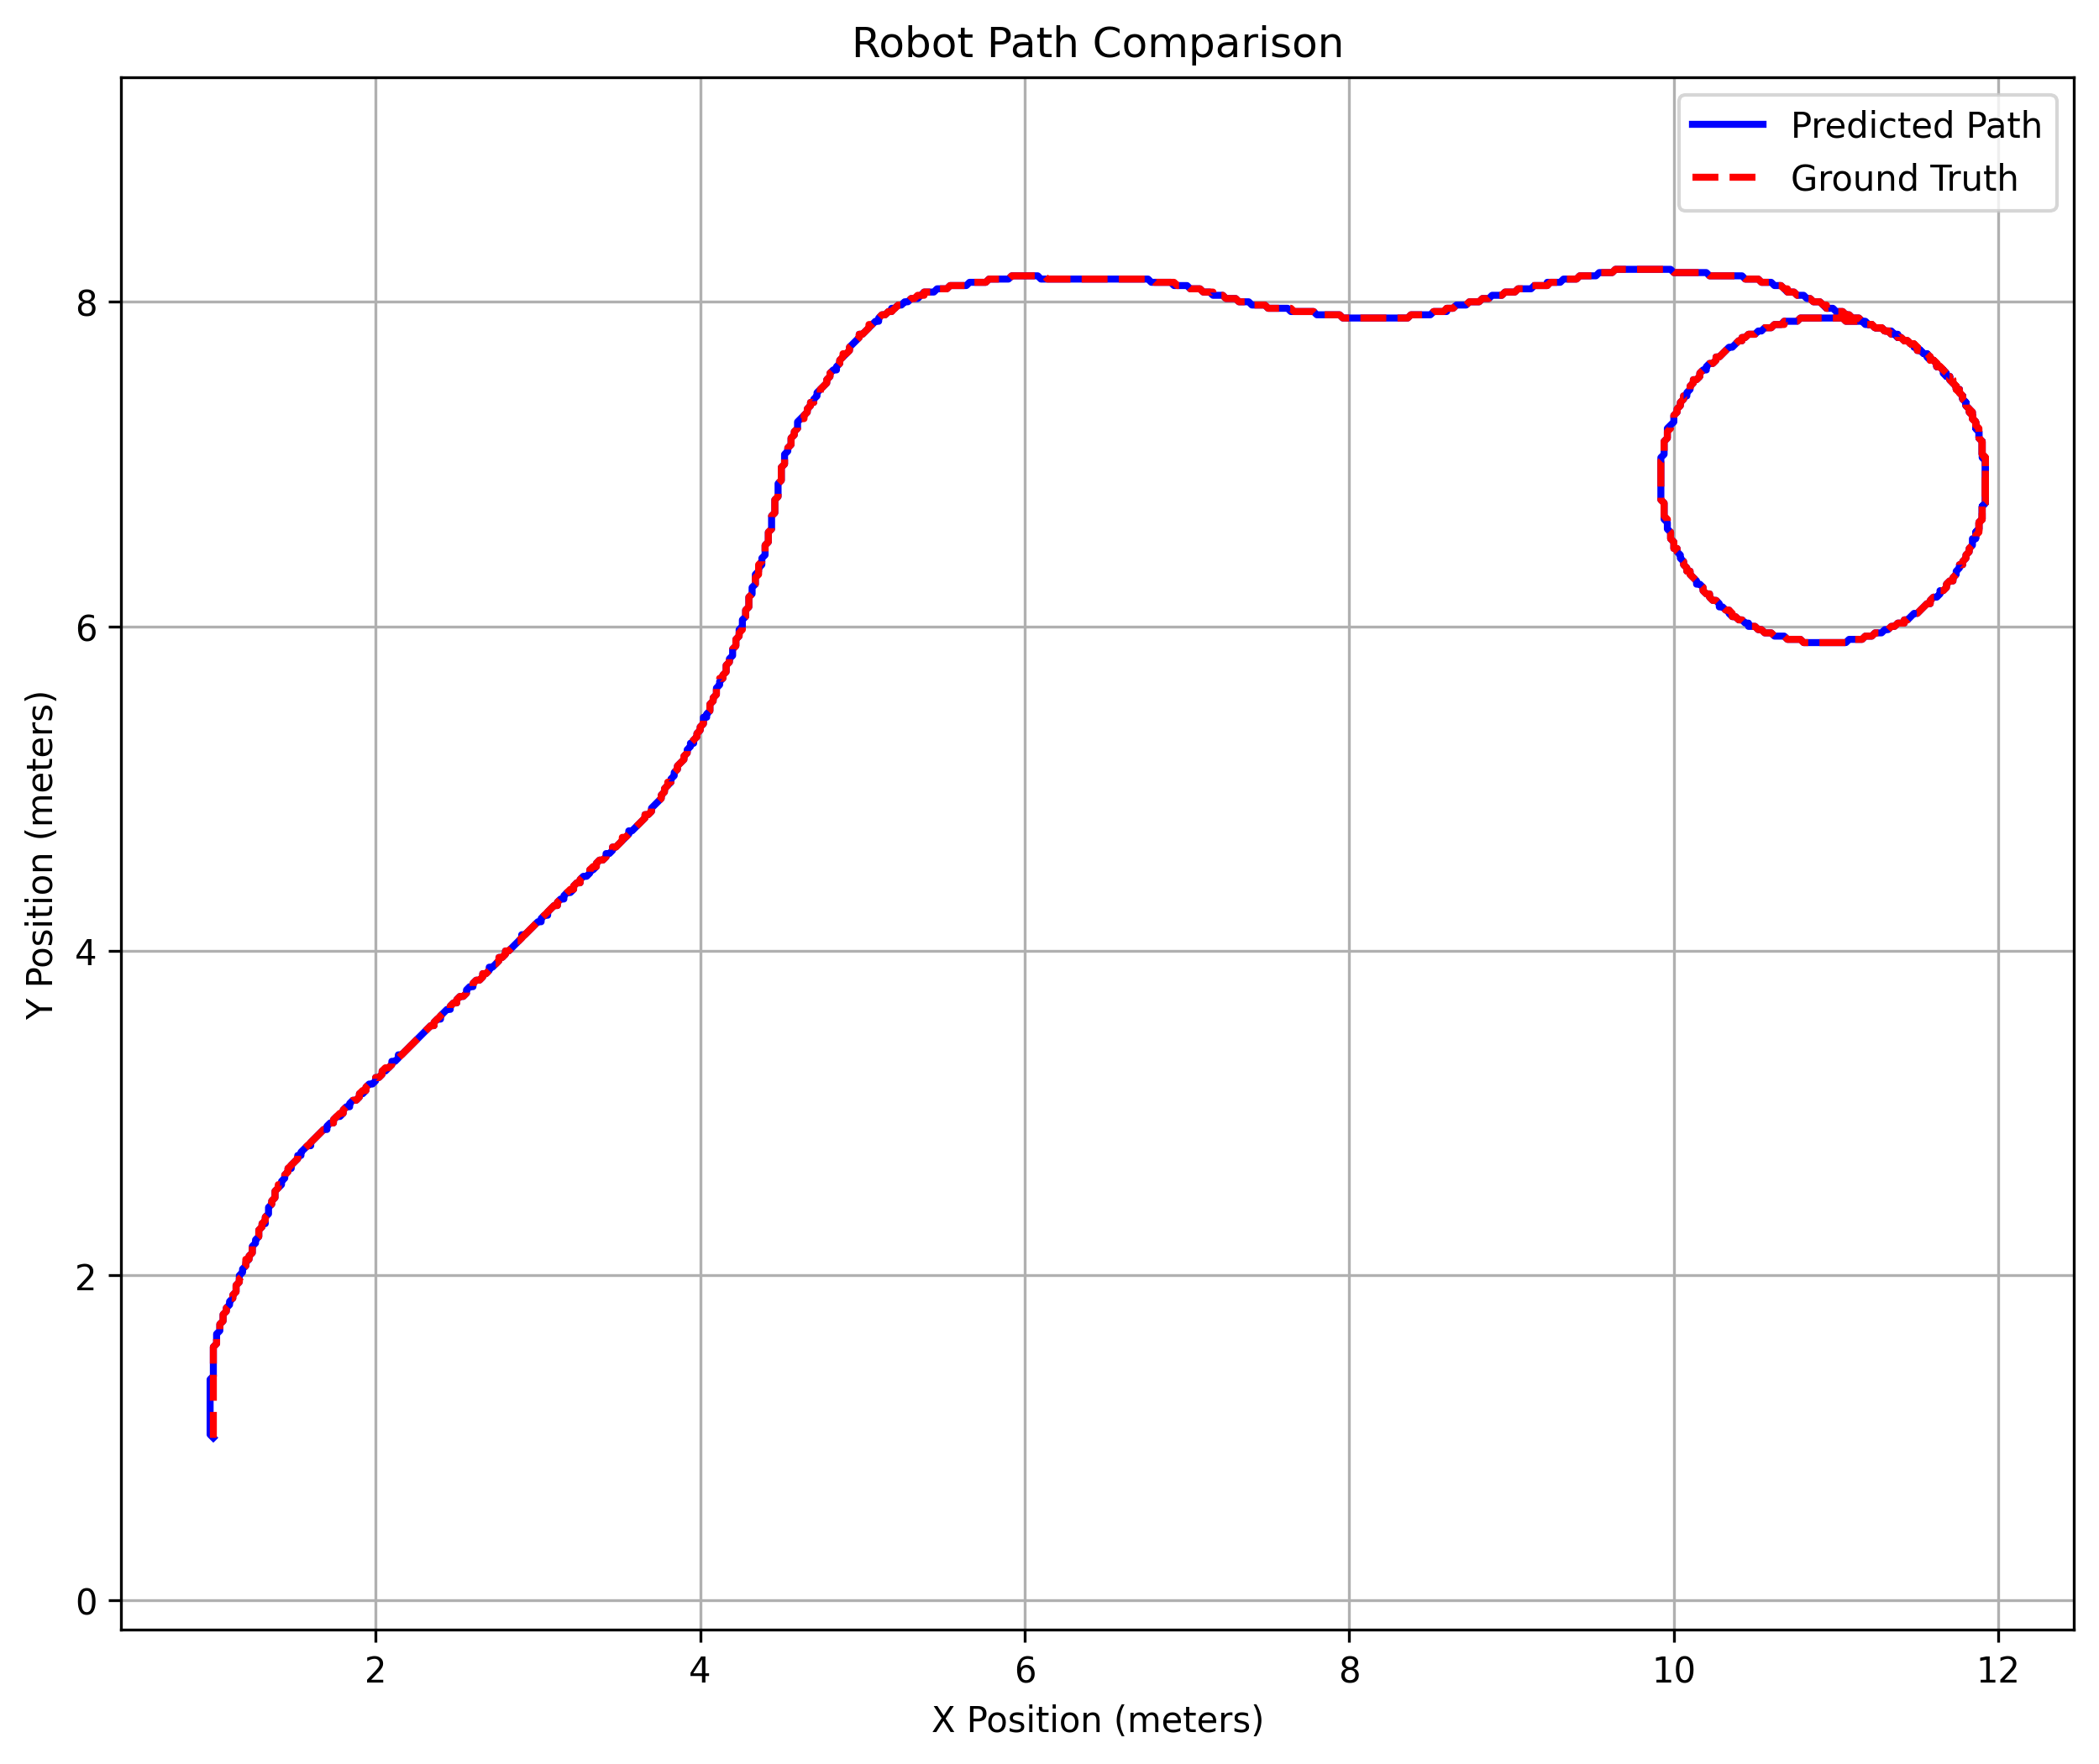 Robot Path Comparison
Predicted Path
Ground Truth
Y Position (meters)
8
6
4
2
0
2 4 6 8 10 12
X Position (meters)